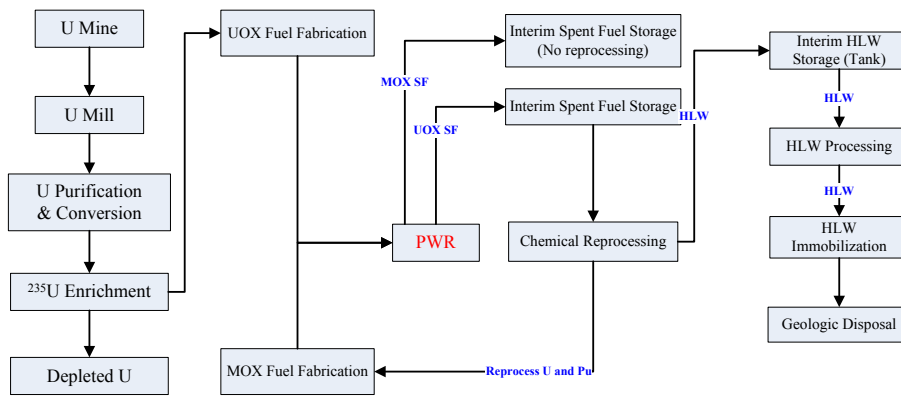 U Mine
U Mill
U Purification
& Conversion
²³⁵U Enrichment
Depleted U
UOX Fuel Fabrication
MOX Fuel Fabrication
MOX SF
UOX SF
PWR
Interim Spent Fuel Storage
(No reprocessing)
Interim Spent Fuel Storage
Chemical Reprocessing
Reprocess U and Pu
HLW
Interim HLW
Storage (Tank)
HLW
HLW Processing
HLW
HLW
Immobilization
Geologic Disposal